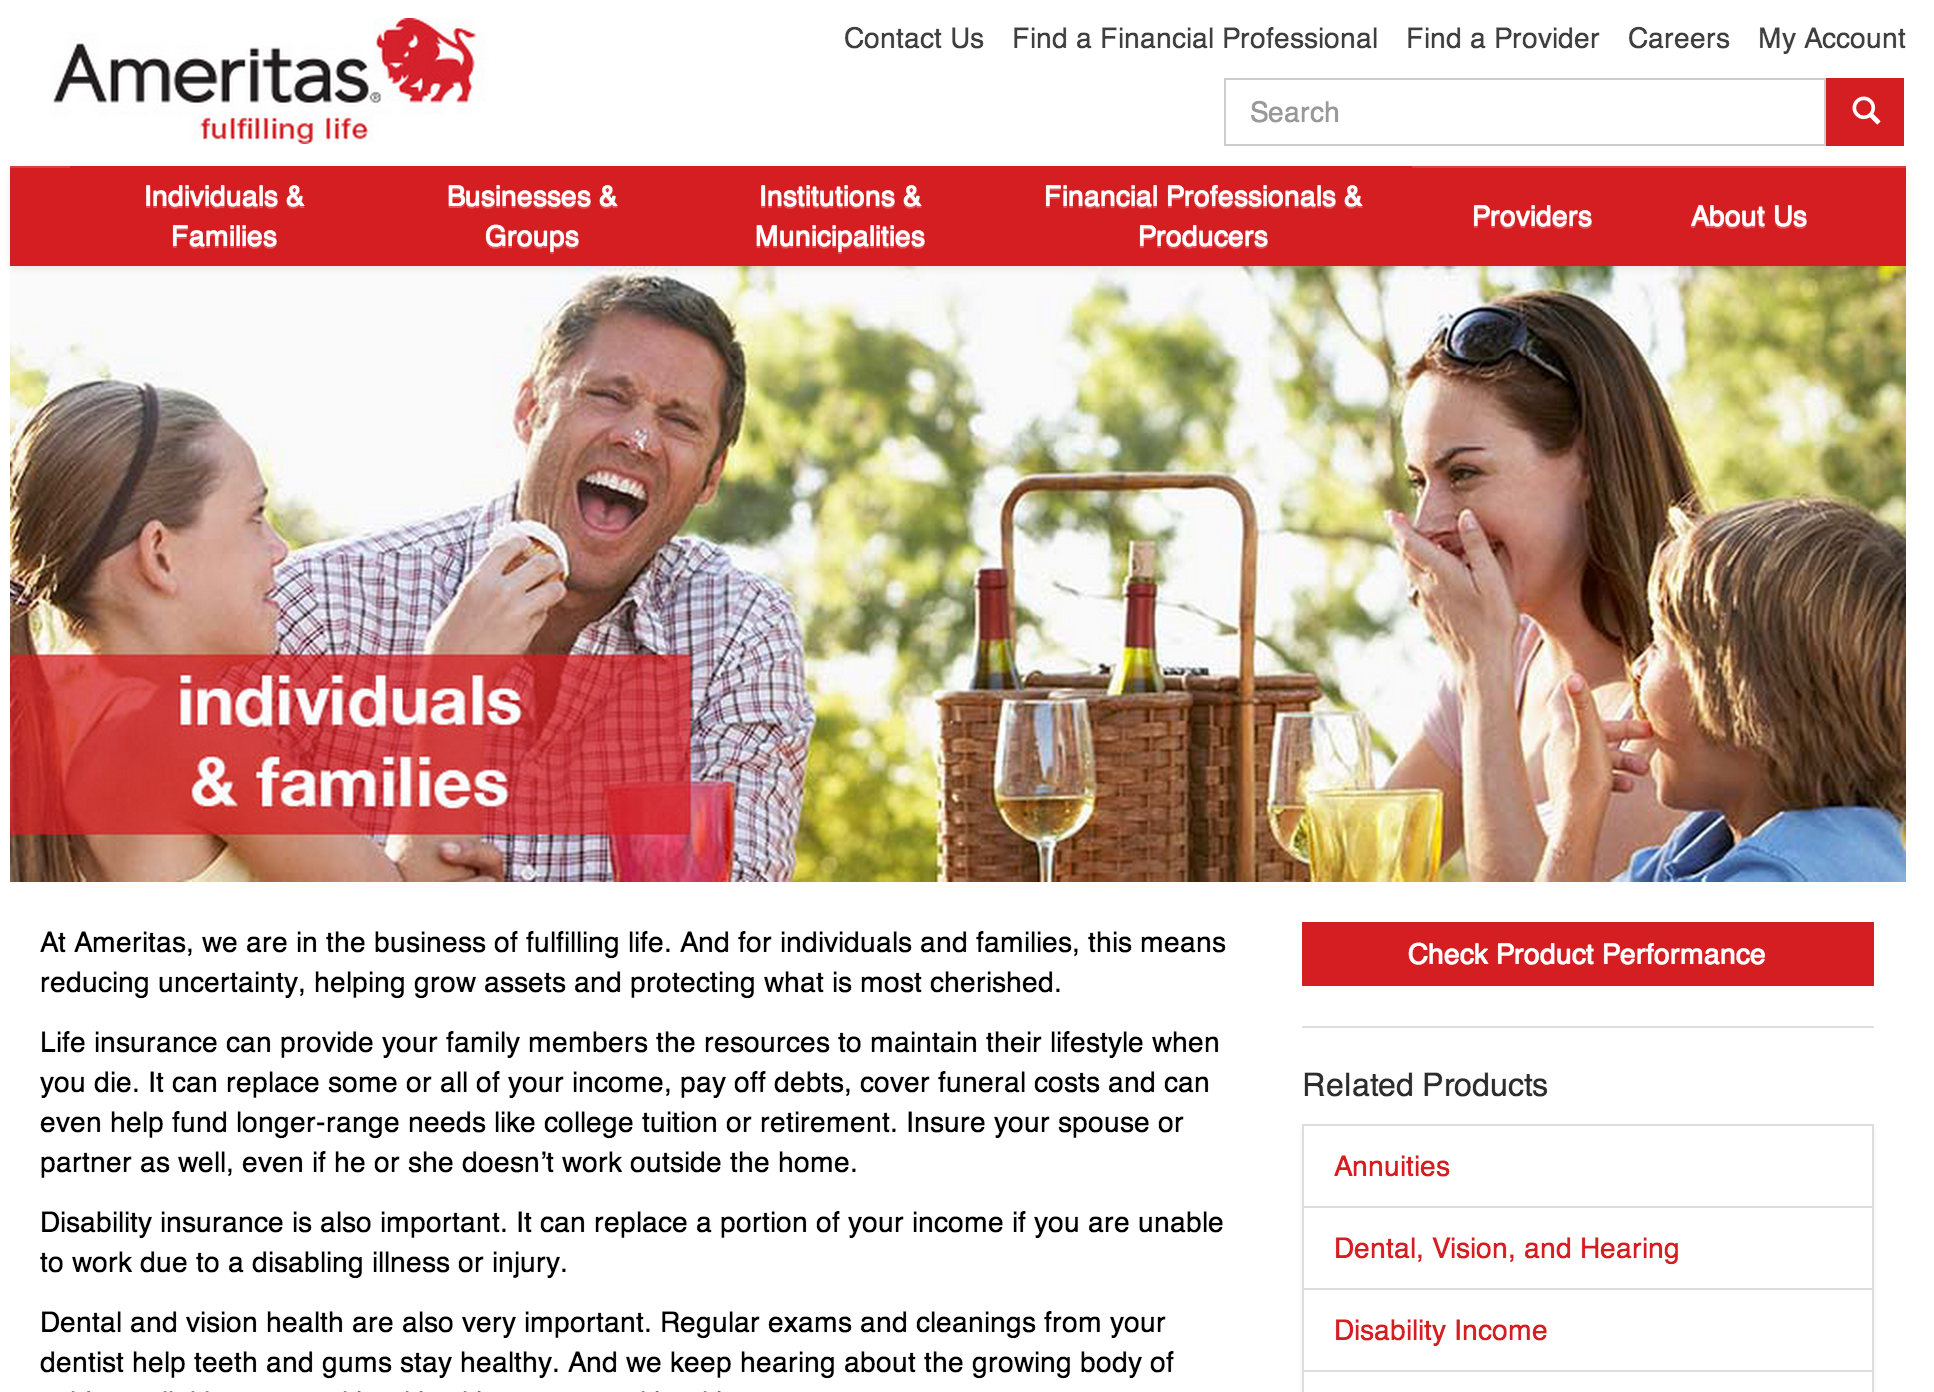 Ameritas®
fulfilling life
Contact Us Find a Financial Professional Find a Provider Careers My Account
Search
Individuals &
Families
Businesses &
Groups
Institutions &
Municipalities
Financial Professionals &
Producers
Providers
About Us
individuals
& families
At Ameritas, we are in the business of fulfilling life. And for individuals and families, this means
reducing uncertainty, helping grow assets and protecting what is most cherished.
Life insurance can provide your family members the resources to maintain their lifestyle when
you die. It can replace some or all of your income, pay off debts, cover funeral costs and can
even help fund longer-range needs like college tuition or retirement. Insure your spouse or
partner as well, even if he or she doesn’t work outside the home.
Disability insurance is also important. It can replace a portion of your income if you are unable
to work due to a disabling illness or injury.
Dental and vision health are also very important. Regular exams and cleanings from your
dentist help teeth and gums stay healthy. And we keep hearing about the growing body of
Check Product Performance
Related Products
Annuities
Dental, Vision, and Hearing
Disability Income